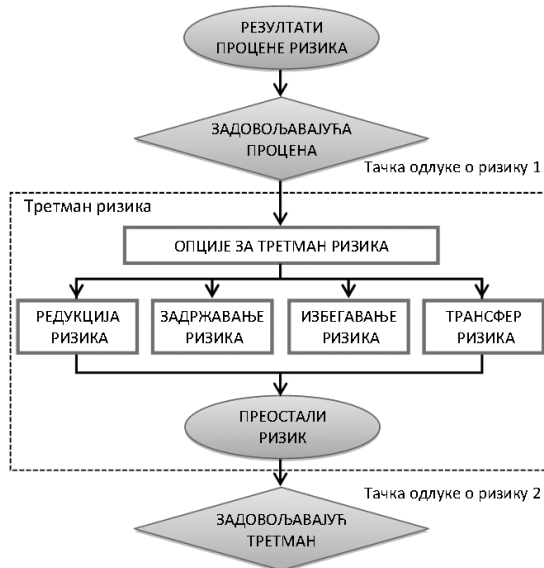 РЕЗУЛТАТИ
ПРОЦЕНЕ РИЗИКА
ЗАДОВОЉАВАЈУЋА
ПРОЦЕНА
Тачка одлуке о ризику 1
Третман ризика
ОПЦИЈЕ ЗА ТРЕТМАН РИЗИКА
РЕДУКЦИЈА
РИЗИКА
ЗАДРЖАВАЊЕ
РИЗИКА
ИЗБЕГАВАЊЕ
РИЗИКА
ТРАНСФЕР
РИЗИКА
ПРЕОСТАЛИ
РИЗИК
Тачка одлуке о ризику 2
ЗАДОВОЉАВАЈУЋ
ТРЕТМАН